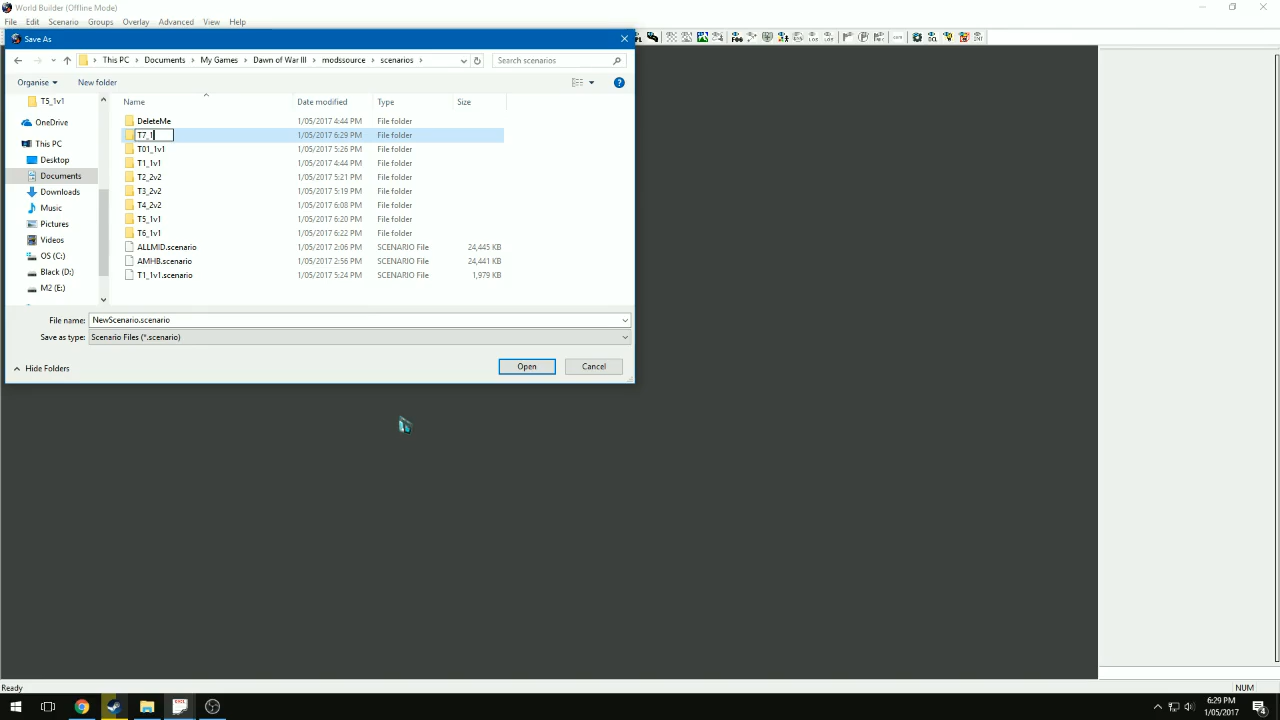 World Builder (Offline Mode)
File Edit Scenario Groups Overlay Advanced View Help
Save As
This PC > Documents > My Games > Dawn of War III > modssource > scenarios >
Search scenarios
Organise New folder
Name Date modified Type Size
T5_1v1
OneDrive
This PC
Desktop
Documents
Downloads
Music
Pictures
Videos
OS (C:)
Black (D:)
M2 (E:)
DeleteMe 1/05/2017 4:44 PM File folder
T7_1 1/05/2017 6:29 PM File folder
T01_1v1 1/05/2017 5:26 PM File folder
T1_1v1 1/05/2017 4:44 PM File folder
T2_2v2 1/05/2017 5:21 PM File folder
T3_2v2 1/05/2017 5:19 PM File folder
T4_2v2 1/05/2017 6:08 PM File folder
T5_1v1 1/05/2017 6:20 PM File folder
T6_1v1 1/05/2017 6:22 PM File folder
ALLMID.scenario 1/05/2017 2:06 PM SCENARIO File 24,445 KB
AMHB.scenario 1/05/2017 2:56 PM SCENARIO File 24,441 KB
T1_1v1.scenario 1/05/2017 5:24 PM SCENARIO File 1,979 KB
File name: NewScenario.scenario
Save as type: Scenario Files (*.scenario)
Hide Folders
Open Cancel
Ready
NUM
6:29 PM
1/05/2017
4